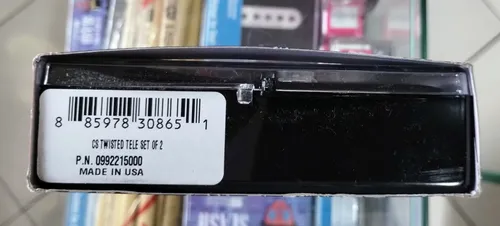 8 85978 30865 1
CS TWISTED TELE SET OF 2
P.N. 0992215000
MADE IN USA